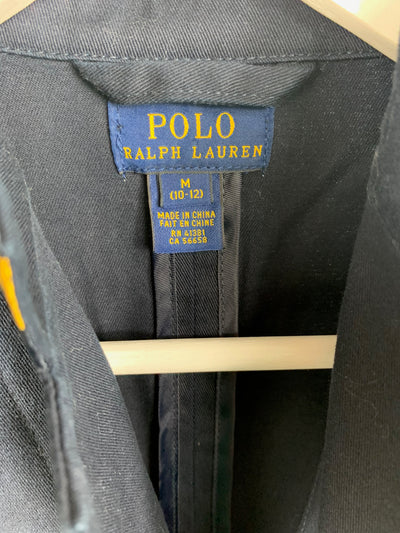 POLO
RALPH LAUREN
M
(10-12)
MADE IN CHINA
FAIT EN CHINE
RN 41381
CA 56658